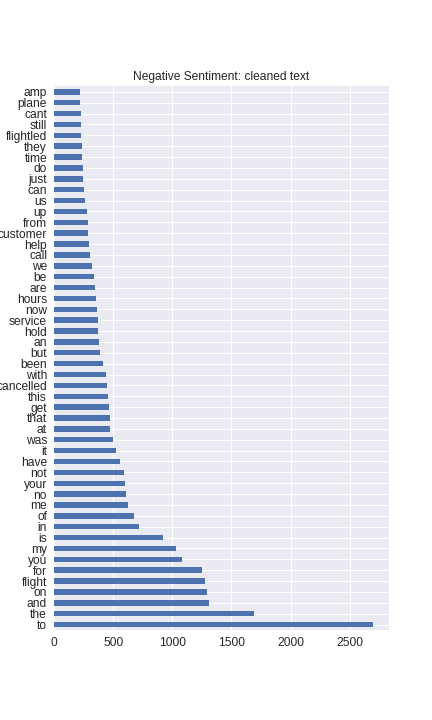 Negative Sentiment: cleaned text
amp
plane
cant
still
flightled
they
time
do
just
can
us
up
from
customer
help
call
we
be
are
hours
now
service
hold
an
but
been
with
cancelled
this
get
that
at
was
it
have
not
your
no
me
of
in
is
my
you
for
flight
on
and
the
to
0 500 1000 1500 2000 2500